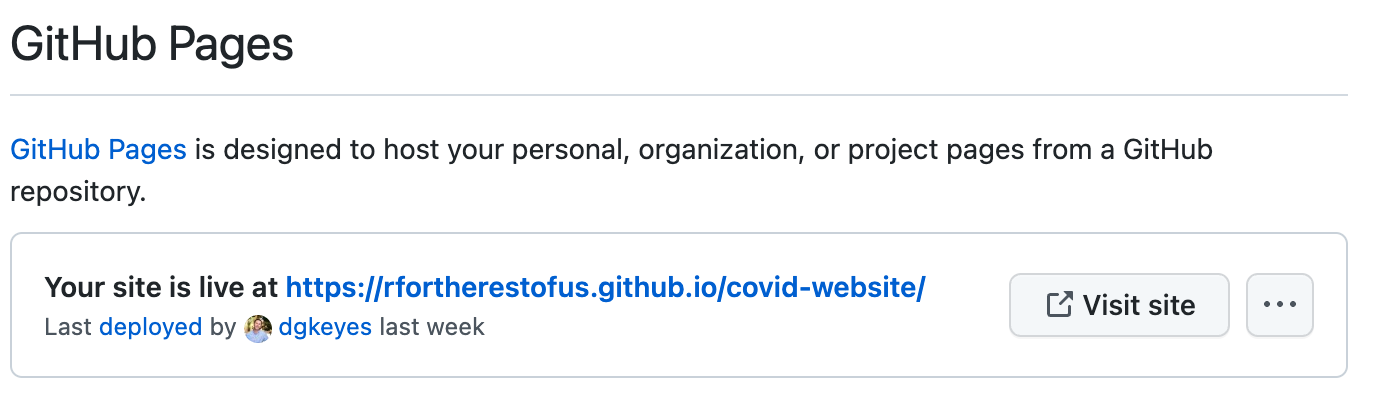 GitHub Pages
GitHub Pages is designed to host your personal, organization, or project pages from a GitHub
repository.
Your site is live at https://rfortherestofus.github.io/covid-website/
Last deployed by dgkeyes last week
Visit site